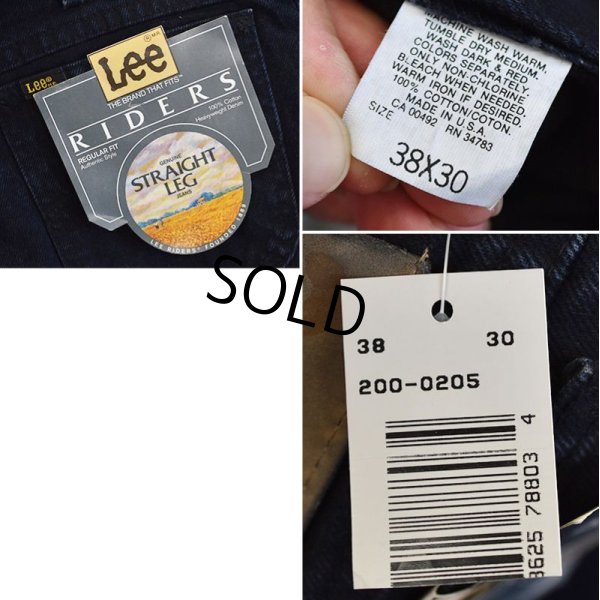 Lee
M.R.
THE BRAND THAT FITS™
Lee
RIDERS
REGULAR FIT
Authentic Style
100% Cotton
Heavyweight Denim
GENUINE
STRAIGHT
LEG
JEANS
LEE RIDERS® FOUNDED 1889
MACHINE WASH WARM,
TUMBLE DRY MEDIUM.
WASH DARK & RED
COLORS SEPARATELY.
ONLY NON-CHLORINE
BLEACH WHEN NEEDED.
WARM IRON IF DESIRED.
100% COTTON/COTON.
MADE IN U.S.A.
CA 00492 RN 34783
SIZE
38X30
SOLD
38 30
200-0205
3625 78803 4